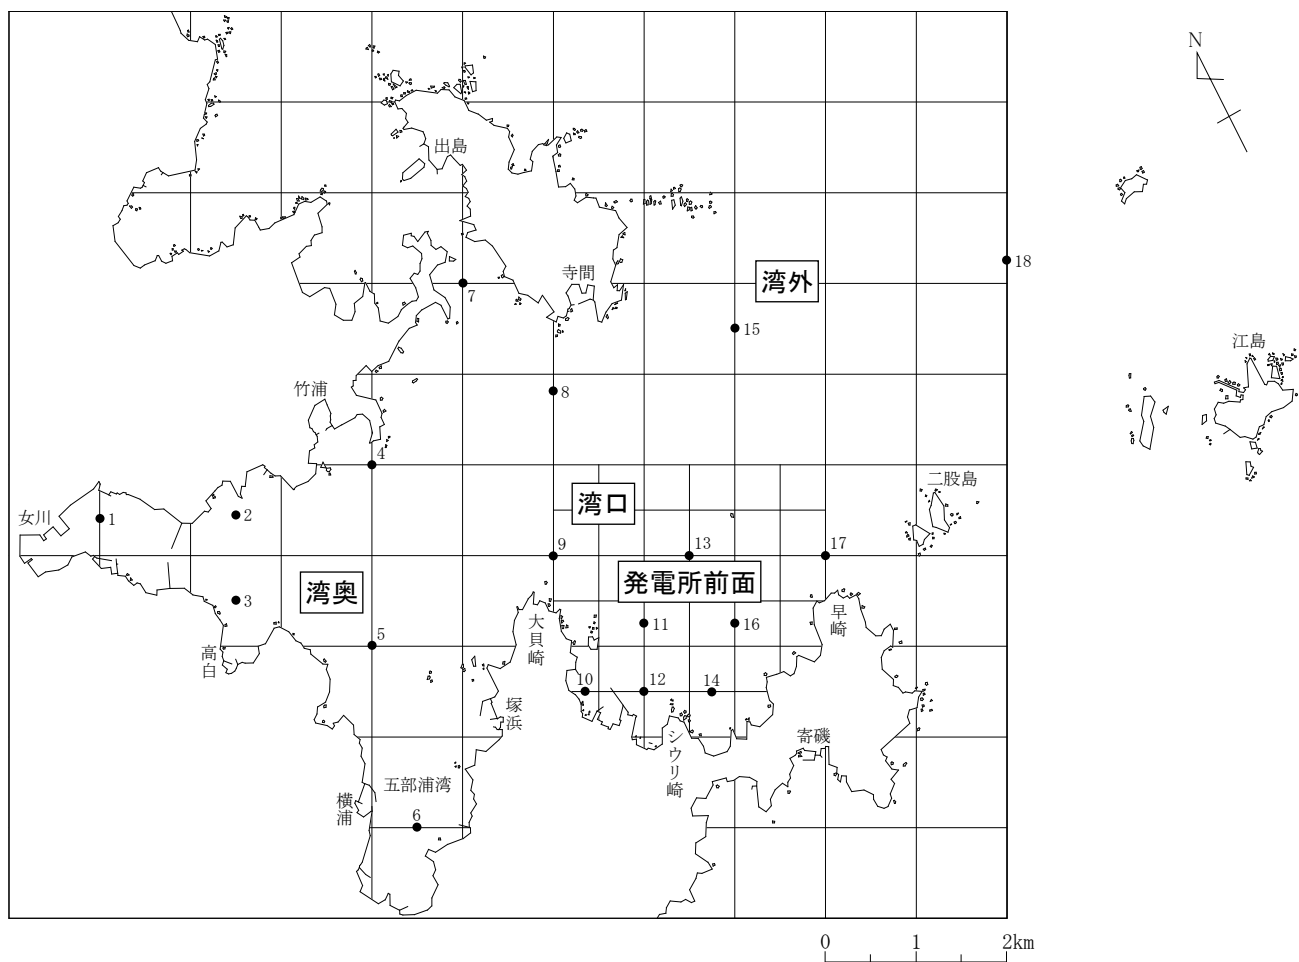 N
出島
18
寺間
湾外
7
15
江島
竹浦
8
4
二股島
湾口
女川
1
2
9
13
17
発電所前面
湾奥
3
大貝崎
11
16
早崎
5
高白
10
12
14
塚浜
シウリ崎
寄磯
五部浦湾
横浦
6
0 1 2km